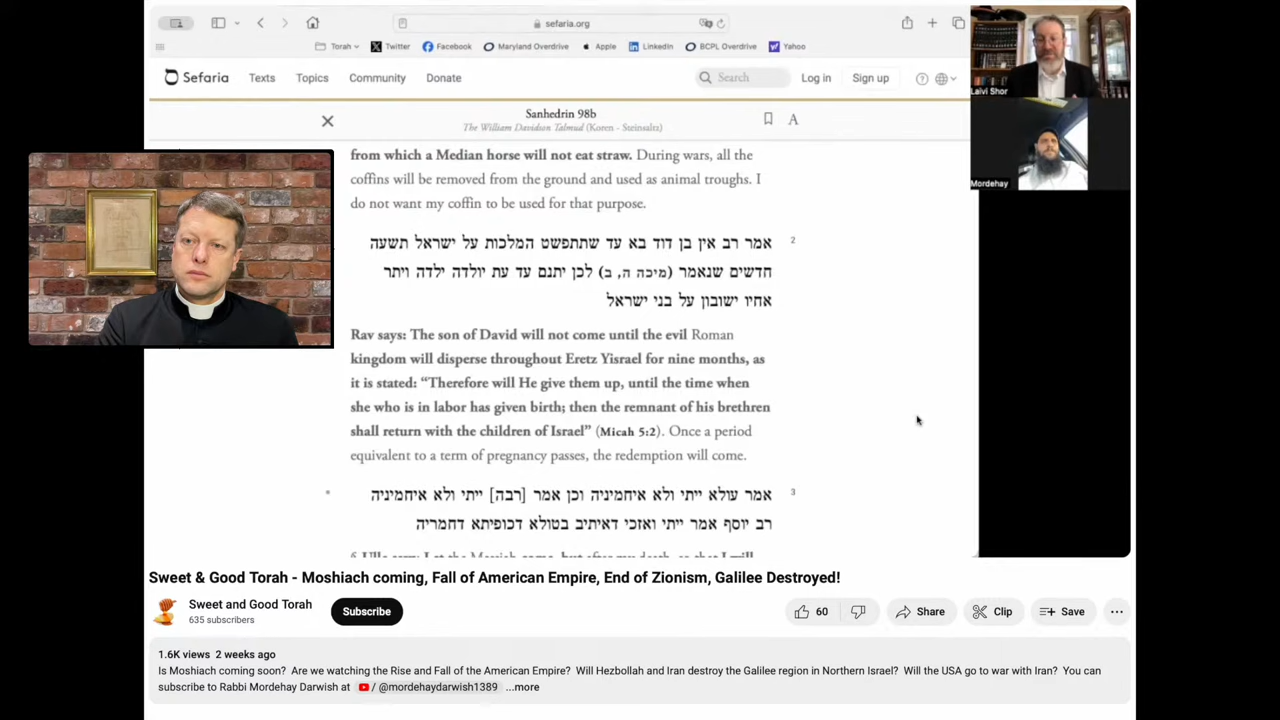 sefaria.org
Torah
Twitter
Facebook
Maryland Overdrive
Apple
LinkedIn
BCPL Overdrive
Yahoo
Sefaria
Texts
Topics
Community
Donate
Search
Log in
Sign up
Sanhedrin 98b
The William Davidson Talmud (Koren - Steinsaltz)
A
from which a Median horse will not eat straw. During wars, all the
coffins will be removed from the ground and used as animal troughs. I
do not want my coffin to be used for that purpose.
2
אמר רב אין בן דוד בא עד שתתפשט המלכות על ישראל תשעה
חדשים שנאמר (מיכה ה, ב) לכן יתנם עד עת יולדה ילדה ויתר
אחיו ישובון על בני ישראל
Rav says: The son of David will not come until the evil Roman
kingdom will disperse throughout Eretz Yisrael for nine months, as
it is stated: “Therefore will He give them up, until the time when
she who is in labor has given birth; then the remnant of his brethren
shall return with the children of Israel” (Micah 5:2). Once a period
equivalent to a term of pregnancy passes, the redemption will come.
3
אמר עולא ייתי ולא איחמיניה וכן אמר [רבה] ייתי ולא איחמיניה
רב יוסף אמר ייתי ואזכי דאיתיב בטולא דכופיתא דחמריה
Laivi Shor
Mordehay
Sweet & Good Torah - Moshiach coming, Fall of American Empire, End of Zionism, Galilee Destroyed!
Sweet and Good Torah
635 subscribers
Subscribe
60
Share
Clip
Save
1.6K views 2 weeks ago
Is Moshiach coming soon? Are we watching the Rise and Fall of the American Empire? Will Hezbollah and Iran destroy the Galilee region in Northern Israel? Will the USA go to war with Iran? You can
subscribe to Rabbi Mordehay Darwish at / @mordehaydarwish1389 ...more